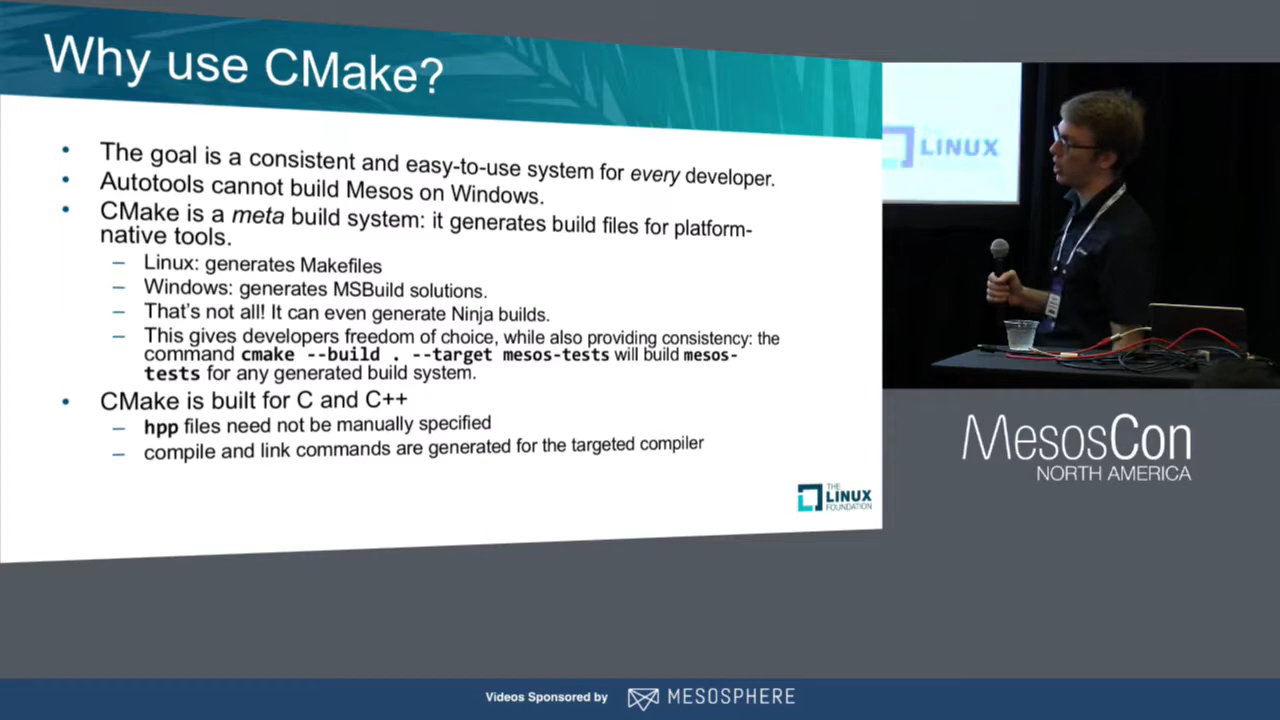 Why use CMake?
• The goal is a consistent and easy-to-use system for every developer.
• Autotools cannot build Mesos on Windows.
• CMake is a meta build system: it generates build files for platform-
native tools.
– Linux: generates Makefiles
– Windows: generates MSBuild solutions.
– That's not all! It can even generate Ninja builds.
– This gives developers freedom of choice, while also providing consistency: the
command cmake --build . --target mesos-tests will build mesos-
tests for any generated build system.
• CMake is built for C and C++
– hpp files need not be manually specified
– compile and link commands are generated for the targeted compiler
THE
LINUX
FOUNDATION
THE
LINUX
MesosCon
NORTH AMERICA
Videos Sponsored by
MESOSPHERE